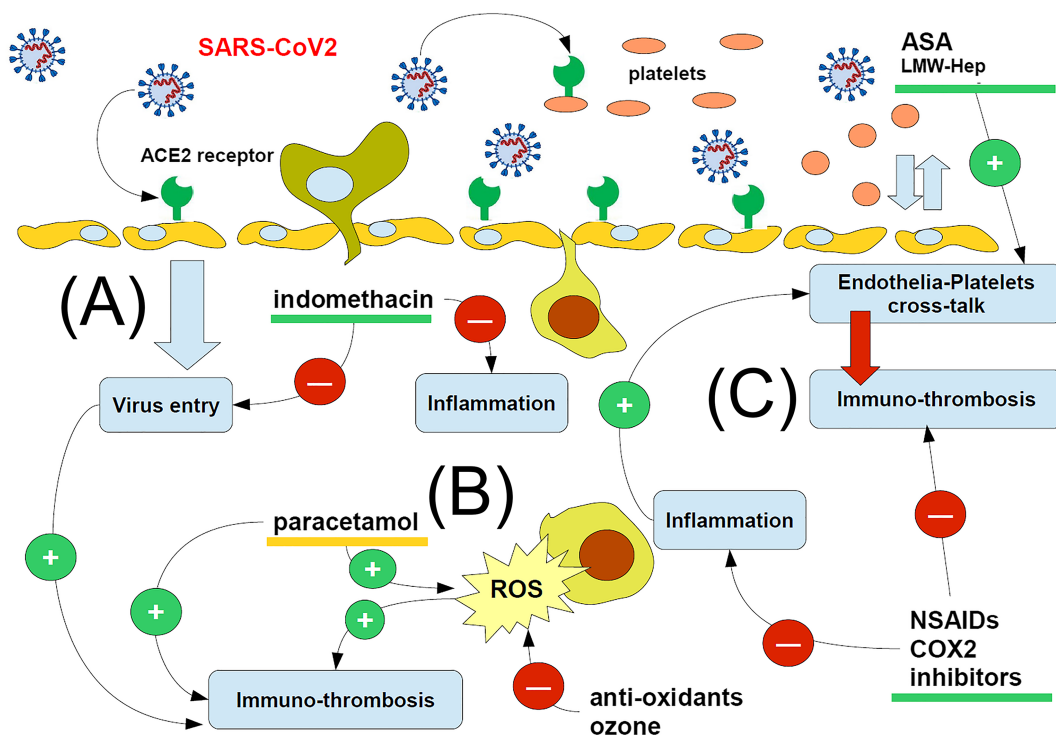 SARS-CoV2
platelets
ASA
LMW-Hep
ACE2 receptor
+
(A)
indomethacin
−
−
Virus entry
Inflammation
Endothelia-Platelets
cross-talk
(C)
Immuno-thrombosis
+
(B)
paracetamol
+
+
+
+
ROS
Inflammation
−
−
−
NSAIDs
COX2
inhibitors
Immuno-thrombosis
anti-oxidants
ozone